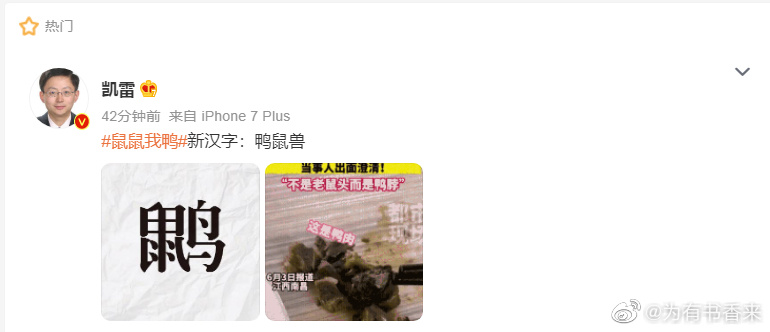 热门
凯雷
42分钟前 来自 iPhone 7 Plus
#鼠鼠我鸭#新汉字：鸭鼠兽
当事人出面澄清！
“不是老鼠头而是鸭脖”
这是鸭肉
6月3日报道
江西南昌
@为有书香来